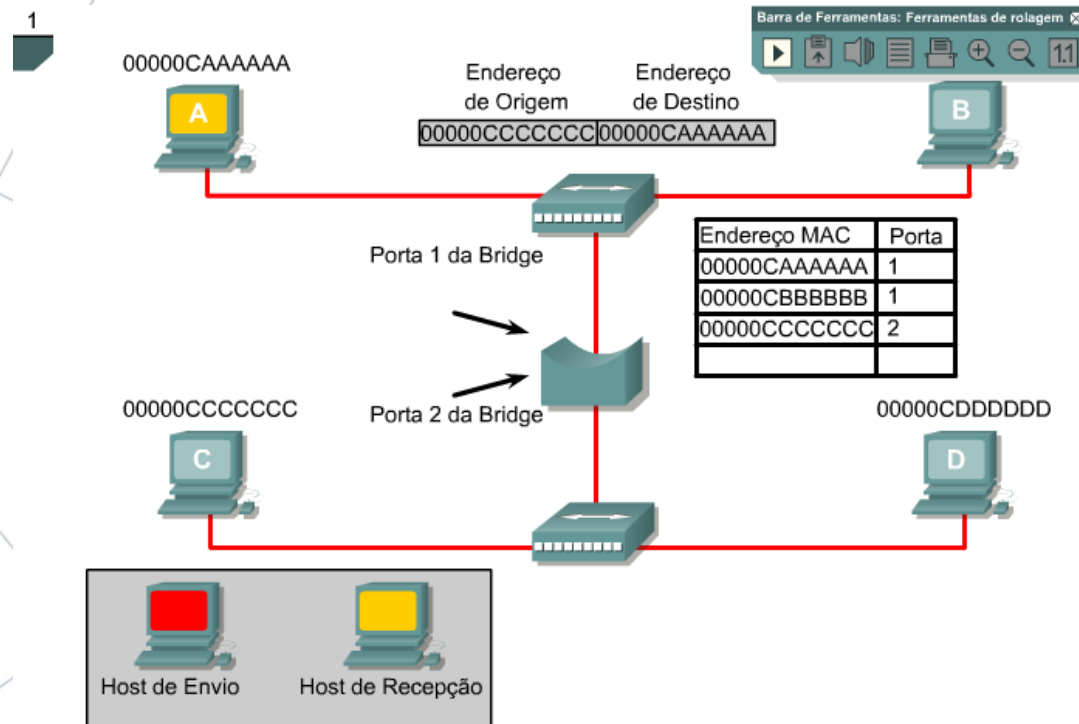 1
Barra de Ferramentas: Ferramentas de rolagem
1:1
00000CAAAAAA
A
Endereço
de Origem
Endereço
de Destino
00000CCCCCCC 00000CAAAAAA
B
Porta 1 da Bridge
Endereço MAC Porta
00000CAAAAAA 1
00000CBBBBBB 1
00000CCCCCCC 2
Porta 2 da Bridge
00000CCCCCCC
C
00000CDDDDDD
D
Host de Envio
Host de Recepção